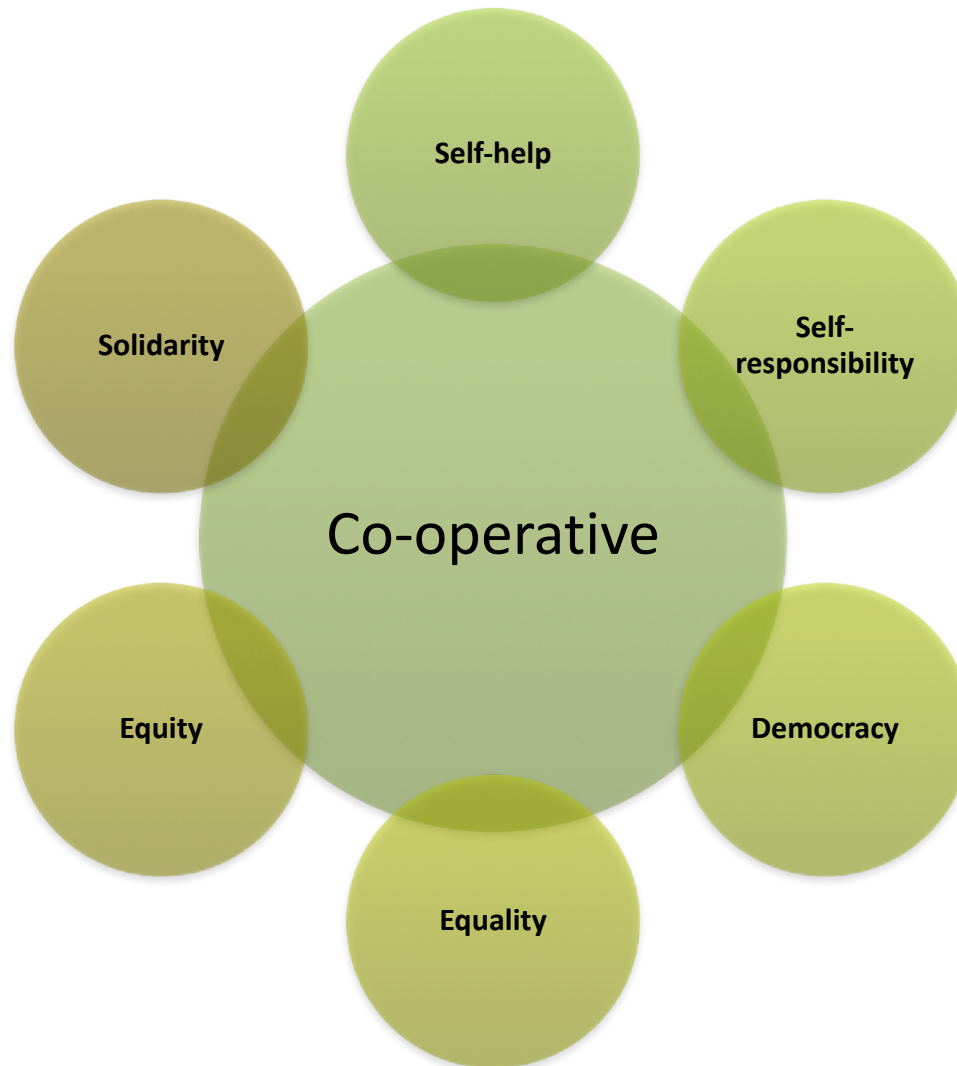 Self-help
Solidarity
Self-
responsibility
Co-operative
Equity
Democracy
Equality